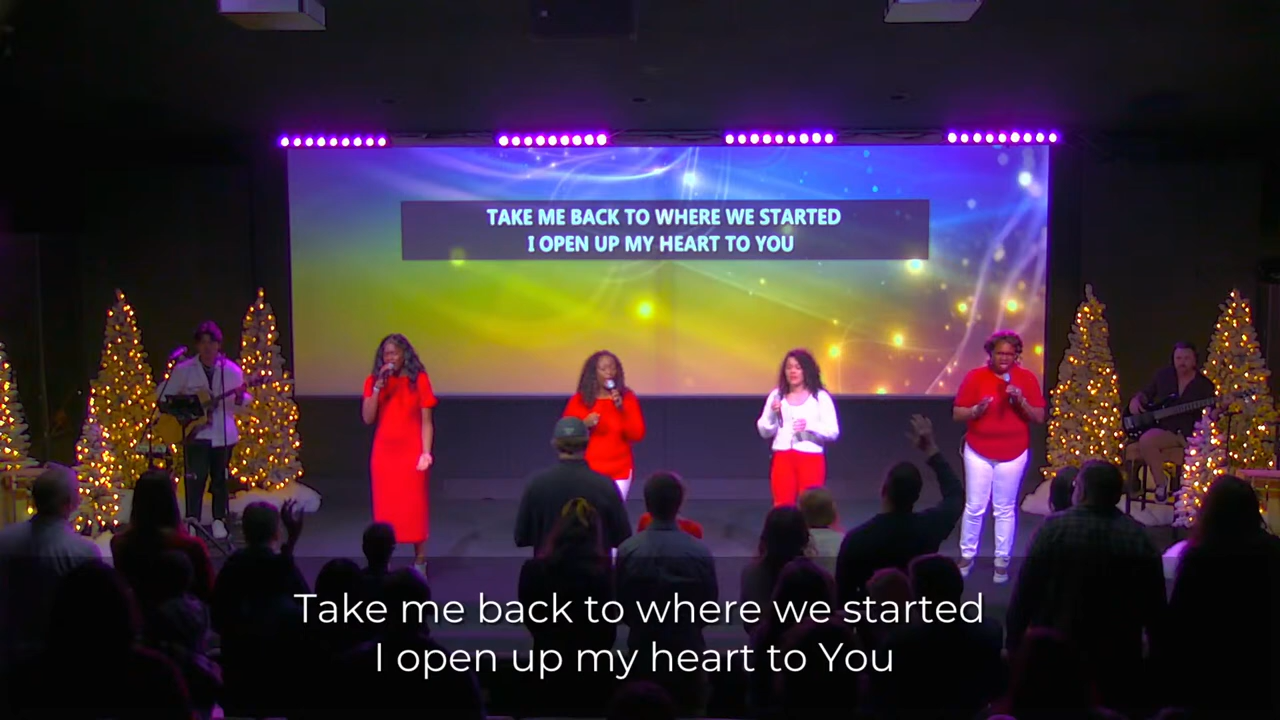 TAKE ME BACK TO WHERE WE STARTED
I OPEN UP MY HEART TO YOU
Take me back to where we started
I open up my heart to You